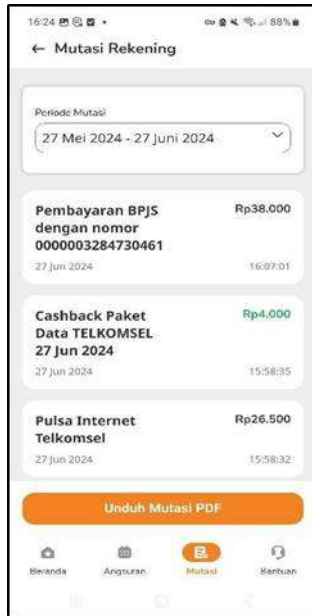 16:24 88%
← Mutasi Rekening
Periode Mutasi
27 Mei 2024 - 27 Juni 2024
Pembayaran BPJS Rp38.000
dengan nomor
0000003284730461
27 Jun 2024 16:07:01
Cashback Paket Rp4.000
Data TELKOMSEL
27 Jun 2024
27 Jun 2024 15:58:35
Pulsa Internet Rp26.500
Telkomsel
27 Jun 2024 15:58:32
Unduh Mutasi PDF
Beranda Angsuran Mutasi Bantuan